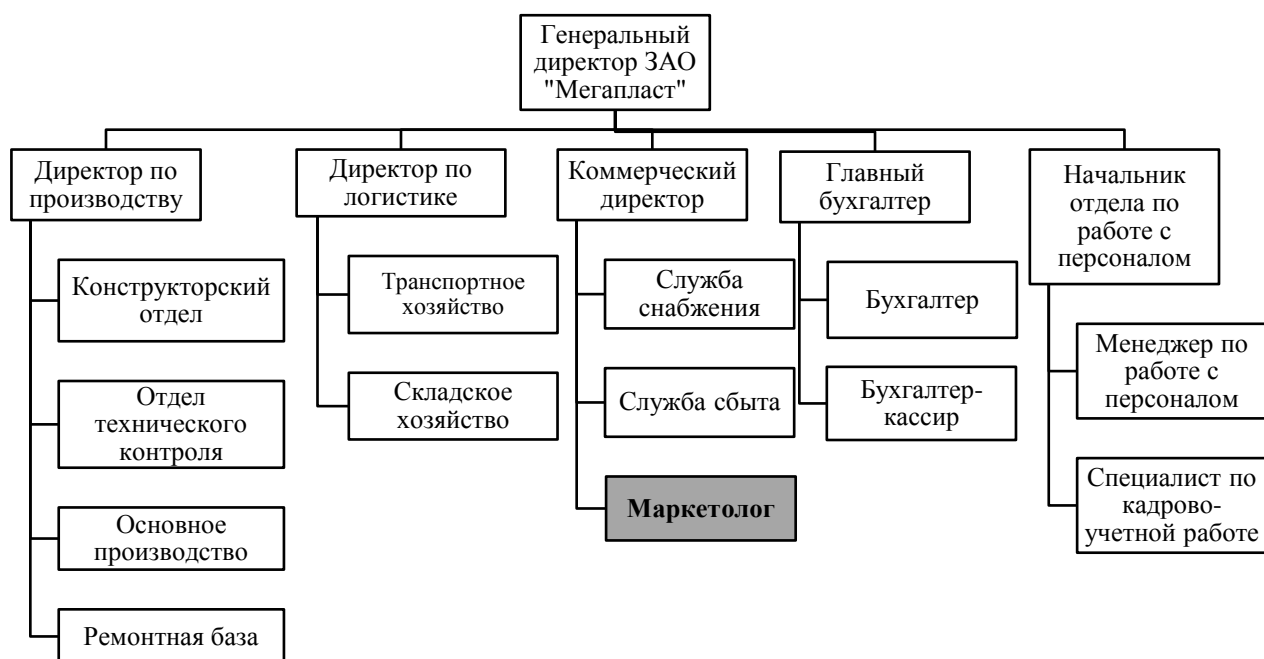 Генеральный
директор ЗАО
"Мегапласт"
Директор по
производству
Конструкторский
отдел
Отдел
технического
контроля
Основное
производство
Ремонтная база
Директор по
логистике
Транспортное
хозяйство
Складское
хозяйство
Коммерческий
директор
Служба
снабжения
Служба сбыта
Маркетолог
Главный
бухгалтер
Бухгалтер
Бухгалтер-
кассир
Начальник
отдела по
работе с
персоналом
Менеджер по
работе с
персоналом
Специалист по
кадрово-
учетной работе